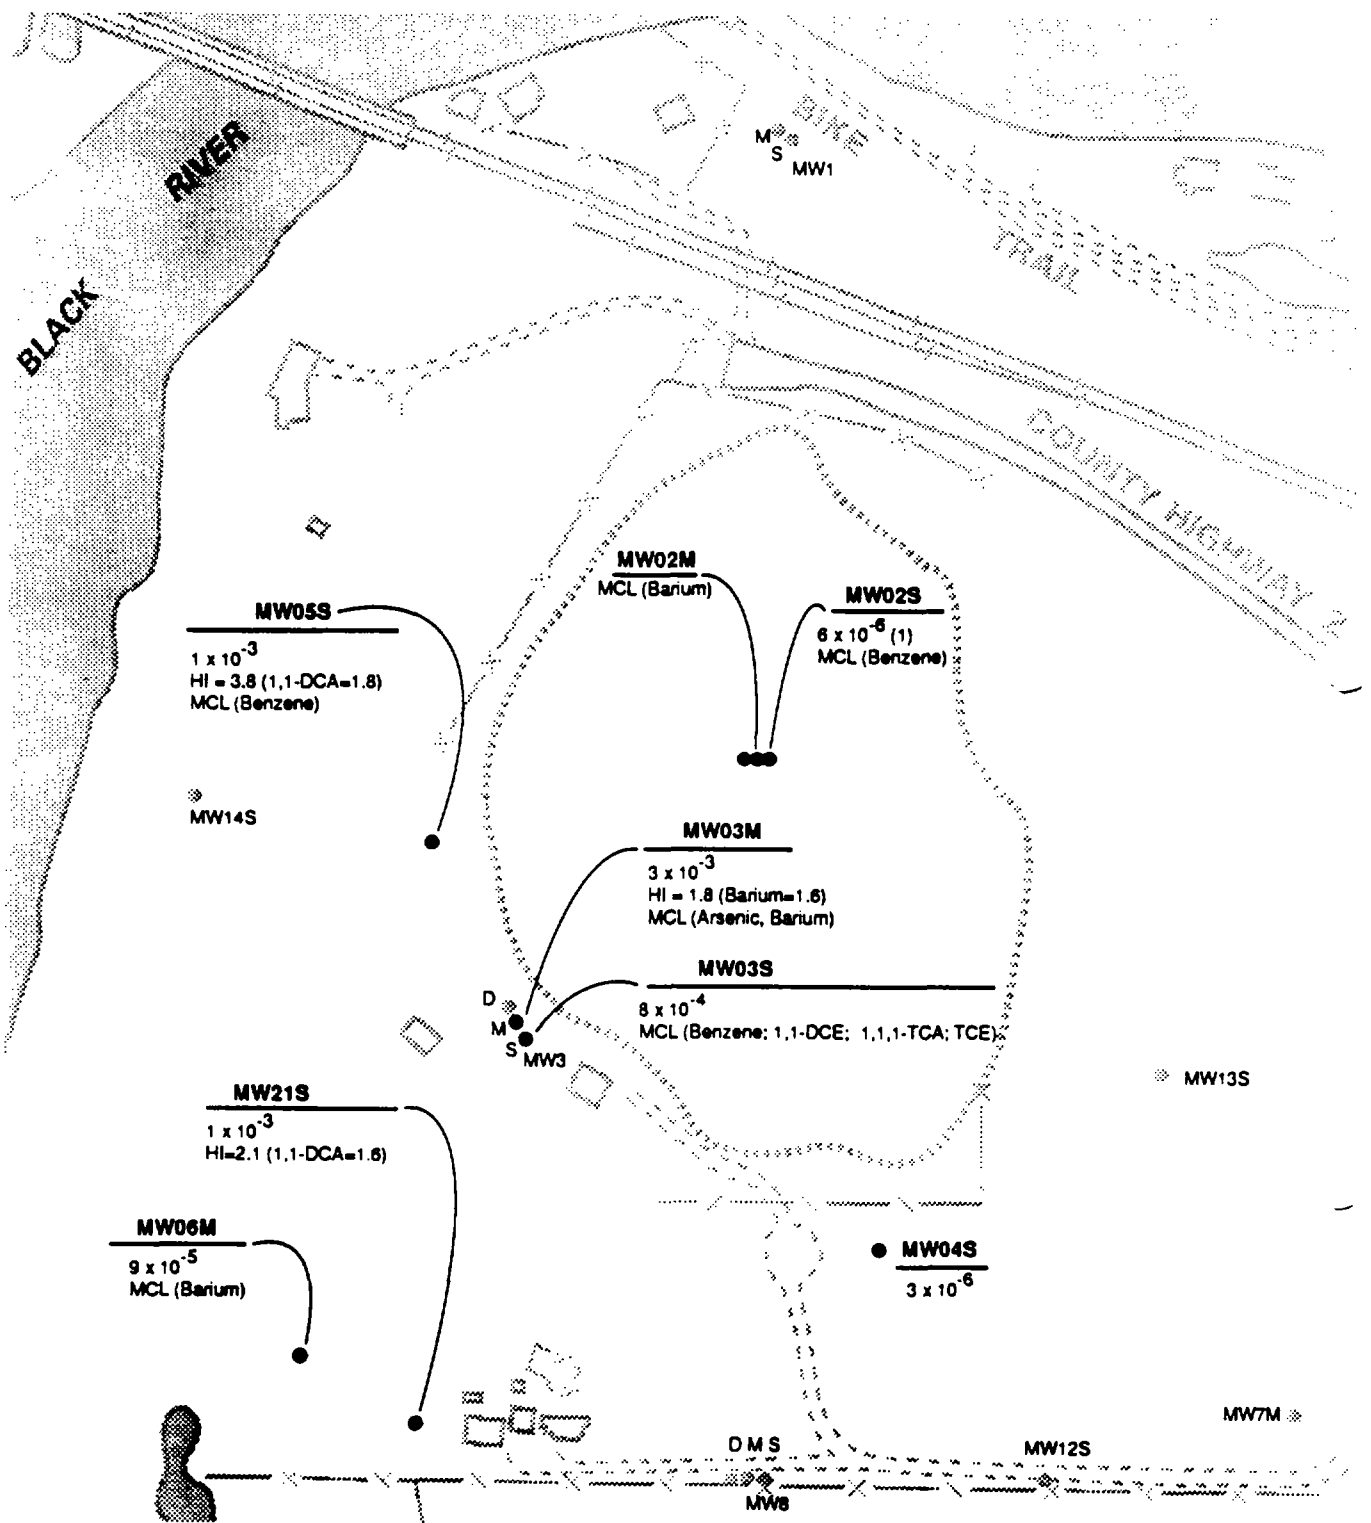 BIKE
M
S
MW1
RIVER
TRAIL
BLACK
COUNTY HIGHWAY 2
MW02M
MCL (Barium)
MW02S
6 x 10^-6 (1)
MCL (Benzene)
MW05S
1 x 10^-3
HI = 3.8 (1,1-DCA=1.8)
MCL (Benzene)
MW14S
MW03M
3 x 10^-3
HI = 1.8 (Barium=1.6)
MCL (Arsenic, Barium)
MW03S
8 x 10^-4
MCL (Benzene; 1,1-DCE; 1,1,1-TCA; TCE)
D
M
S
MW3
MW13S
MW21S
1 x 10^-3
HI=2.1 (1,1-DCA=1.6)
MW06M
9 x 10^-5
MCL (Barium)
MW04S
3 x 10^-6
MW7M
D M S
MW12S
MW8